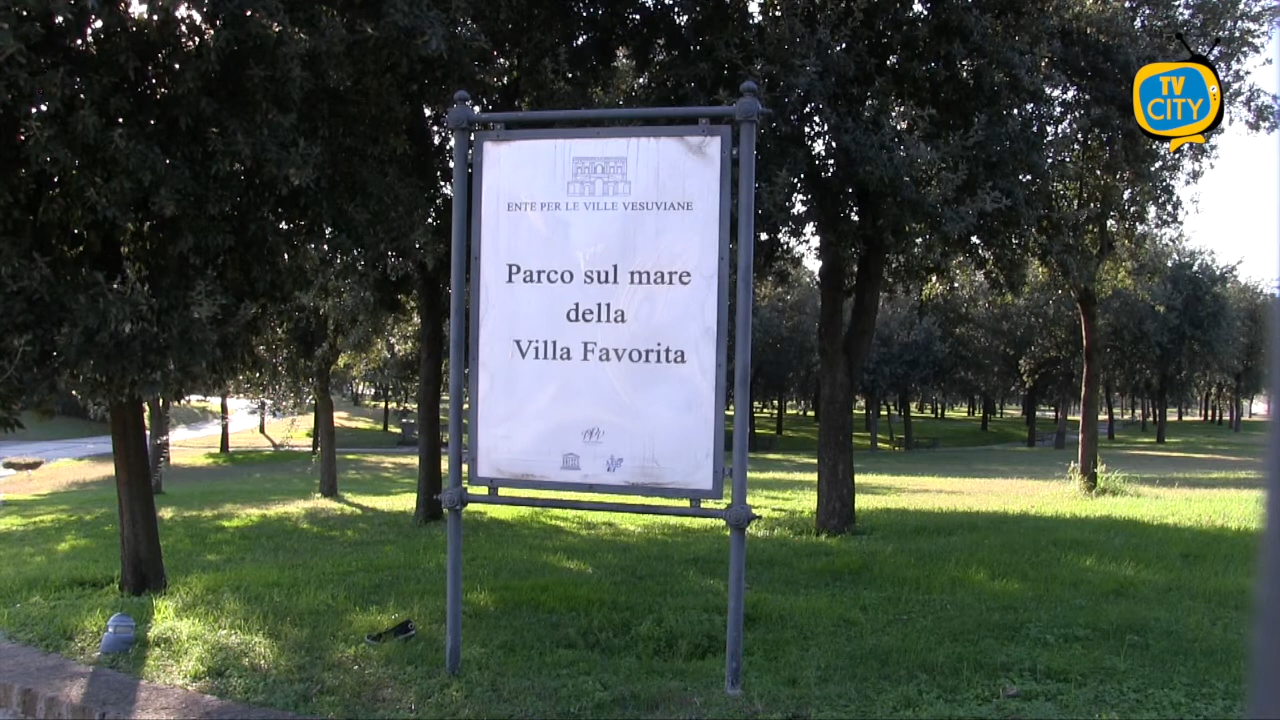 TV
CITY
ENTE PER LE VILLE VESUVIANE
Parco sul mare
della
Villa Favorita